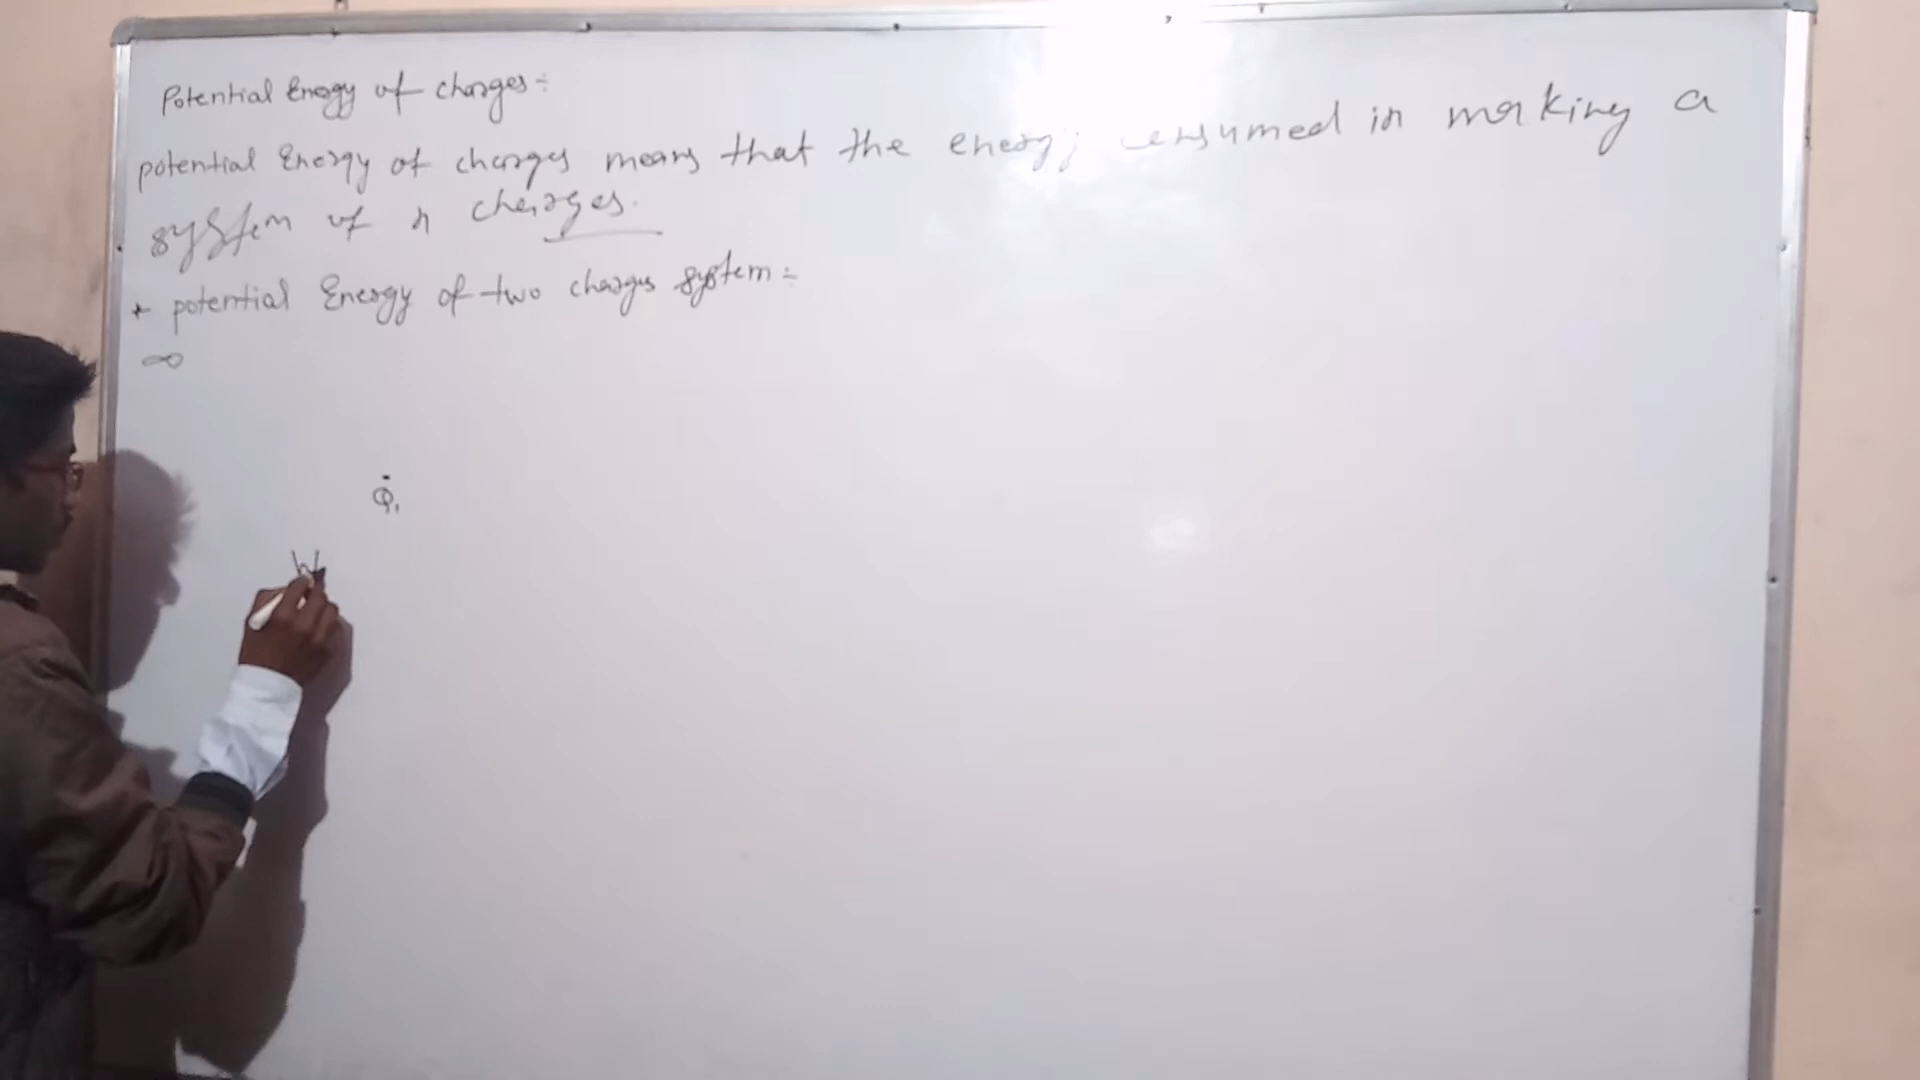 Potential Energy of charges :-
potential Energy of charges means that the energy consumed in making a
system of n charges.
* potential Energy of two charges system :-
∞
Q₁
W